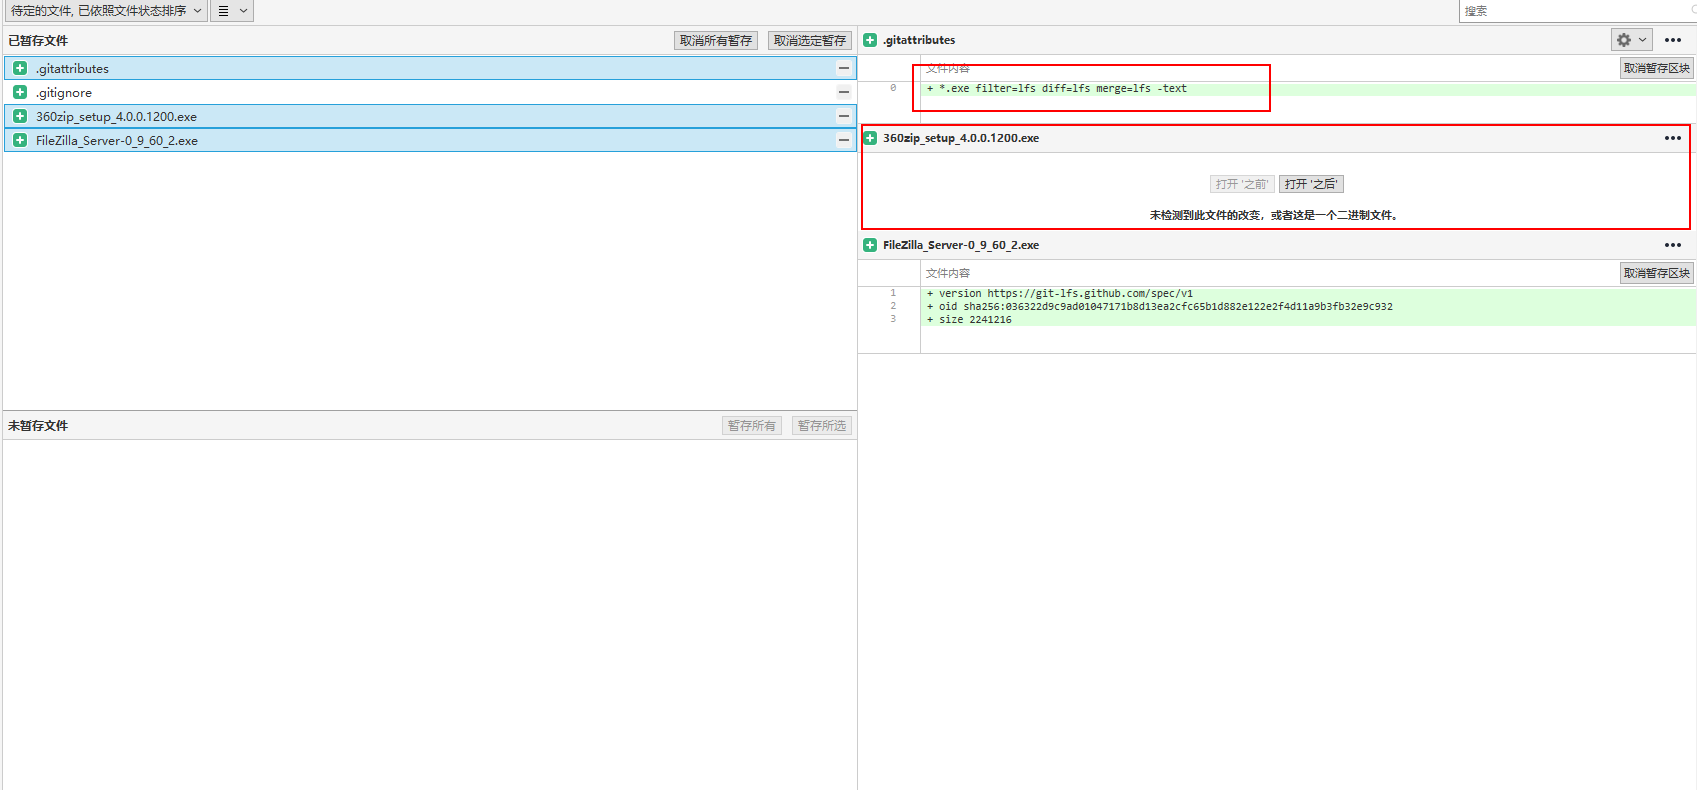 待定的文件, 已依照文件状态排序
搜索
已暂存文件
取消所有暂存
取消选定暂存
.gitattributes
.gitignore
360zip_setup_4.0.0.1200.exe
FileZilla_Server-0_9_60_2.exe
未暂存文件
暂存所有
暂存所选
.gitattributes
文件内容
取消暂存区块
0 + *.exe filter=lfs diff=lfs merge=lfs -text
360zip_setup_4.0.0.1200.exe
打开 '之前'
打开 '之后'
未检测到此文件的改变，或者这是一个二进制文件。
FileZilla_Server-0_9_60_2.exe
文件内容
取消暂存区块
1 + version https://git-lfs.github.com/spec/v1
2 + oid sha256:036322d9c9ad01047171b8d13ea2cfc65b1d882e122e2f4d11a9b3fb32e9c932
3 + size 2241216